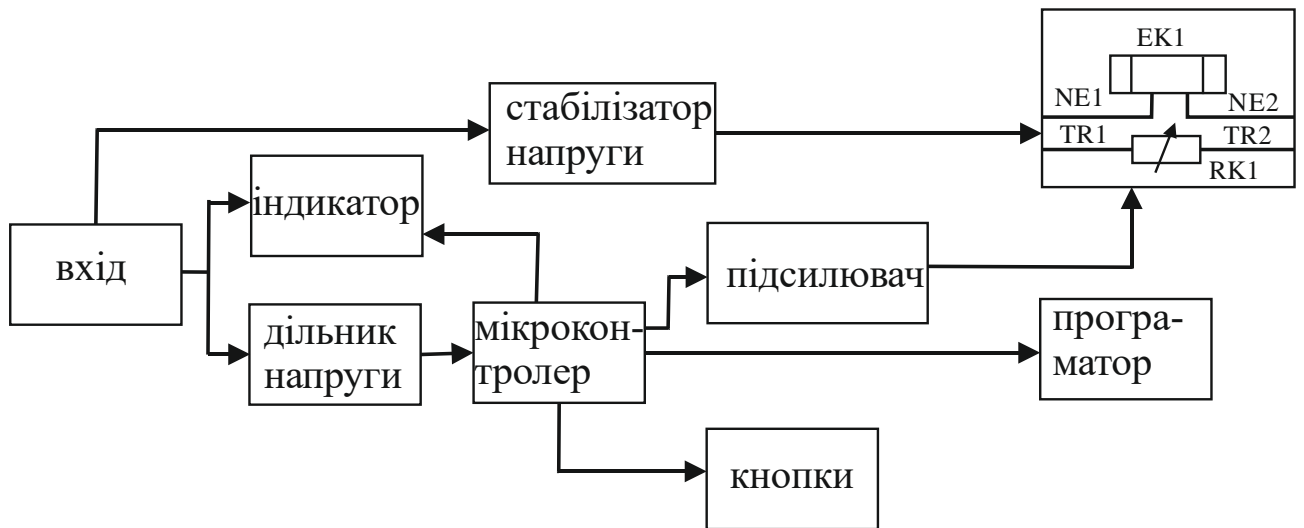 EK1
NE1
NE2
TR1
TR2
RK1
стабілізатор
напруги
індикатор
вхід
підсилювач
дільник
напруги
мікрокон-
тролер
програ-
матор
кнопки